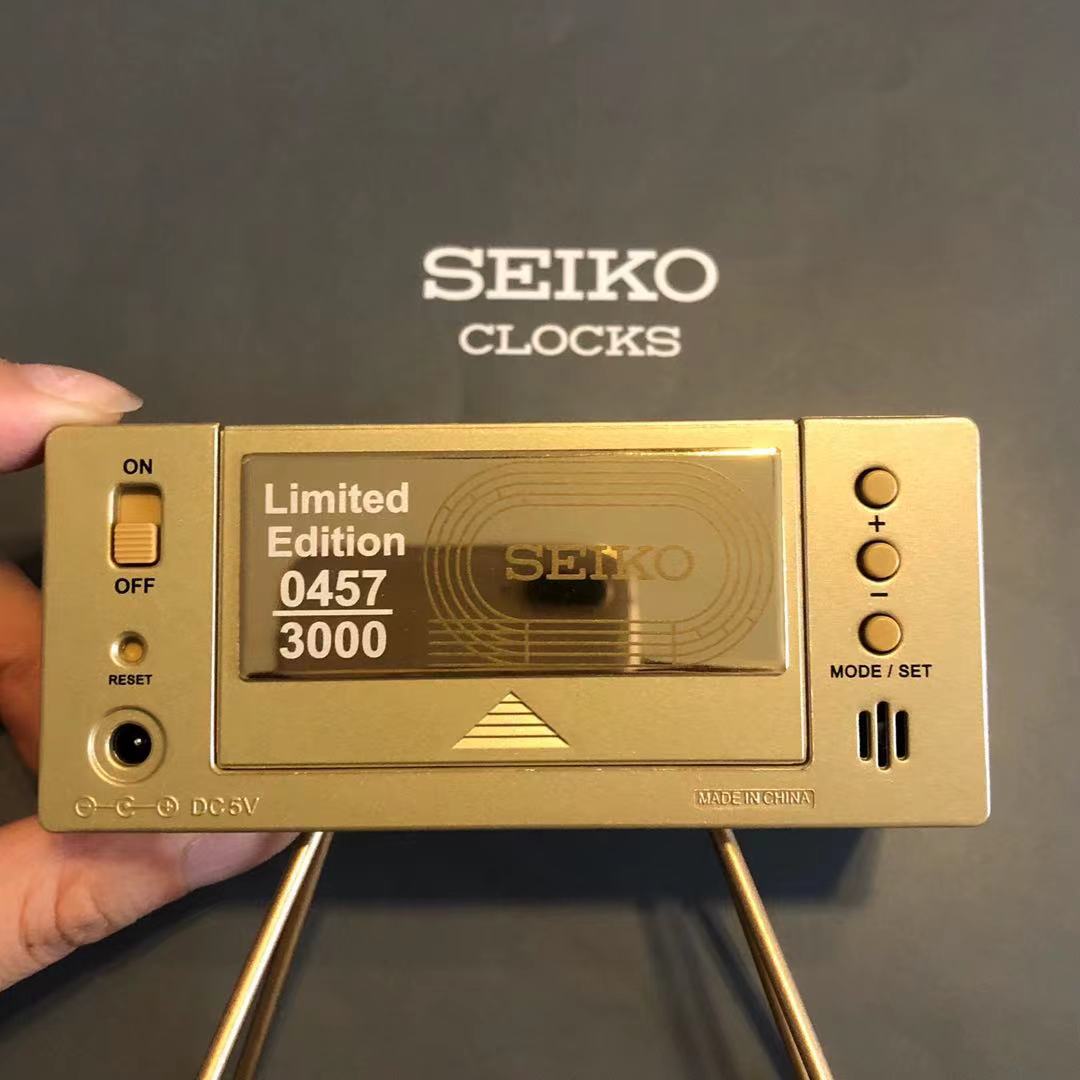 SEIKO
CLOCKS
ON
OFF
RESET
DC5V
Limited
Edition
0457
3000
SEIKO
+
−
MODE / SET
MADE IN CHINA